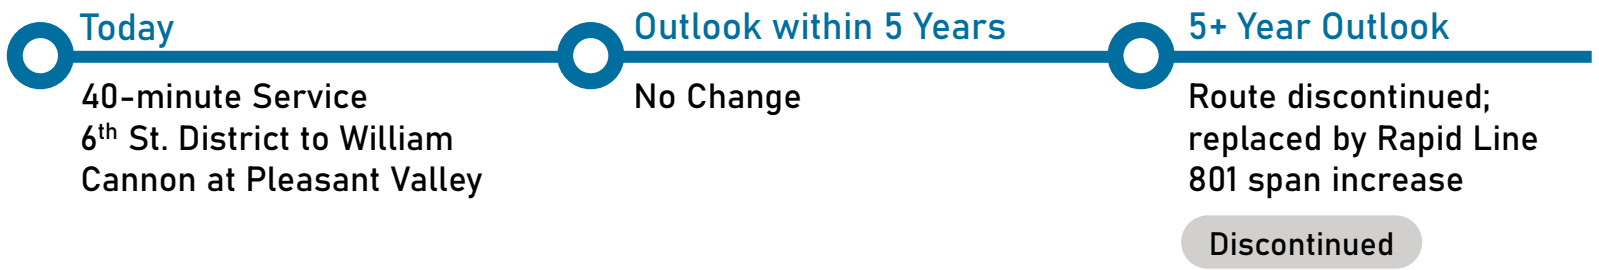 Today
40-minute Service
6th St. District to William
Cannon at Pleasant Valley
Outlook within 5 Years
No Change
5+ Year Outlook
Route discontinued;
replaced by Rapid Line
801 span increase
Discontinued